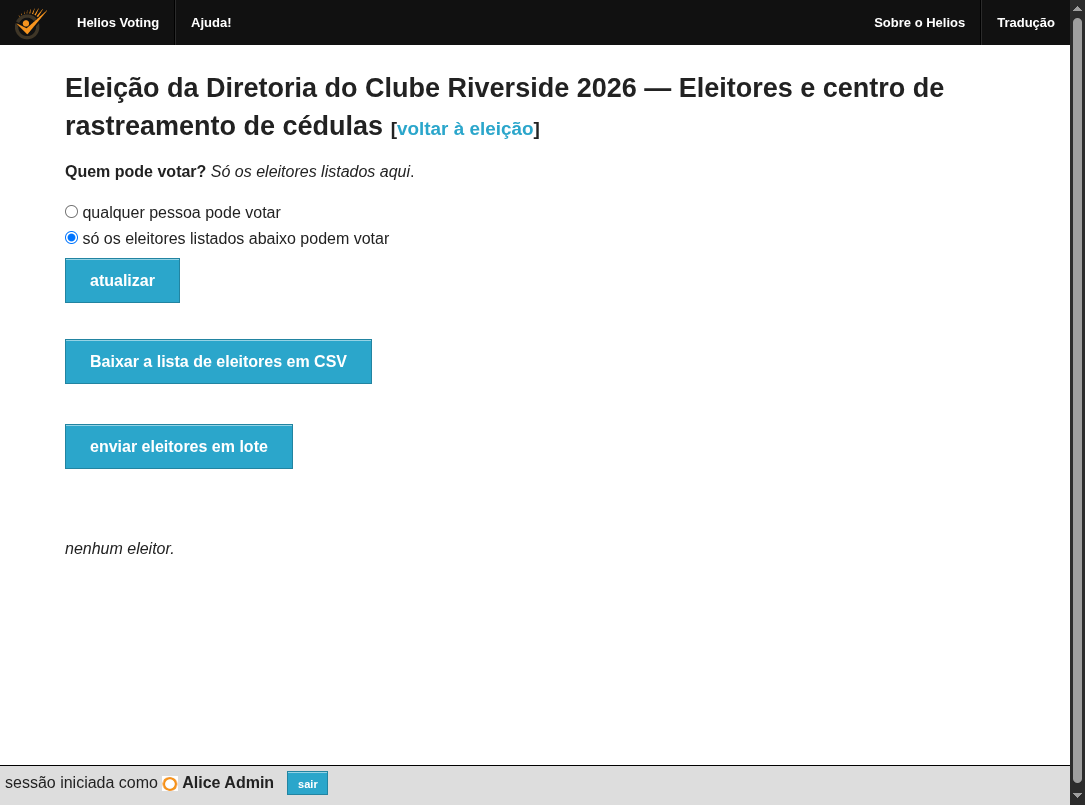 Helios Voting Ajuda! Sobre o Helios Tradução
Eleição da Diretoria do Clube Riverside 2026 — Eleitores e centro de
rastreamento de cédulas [voltar à eleição]
Quem pode votar? Só os eleitores listados aqui.
qualquer pessoa pode votar
só os eleitores listados abaixo podem votar
atualizar
Baixar a lista de eleitores em CSV
enviar eleitores em lote
nenhum eleitor.
sessão iniciada como Alice Admin sair